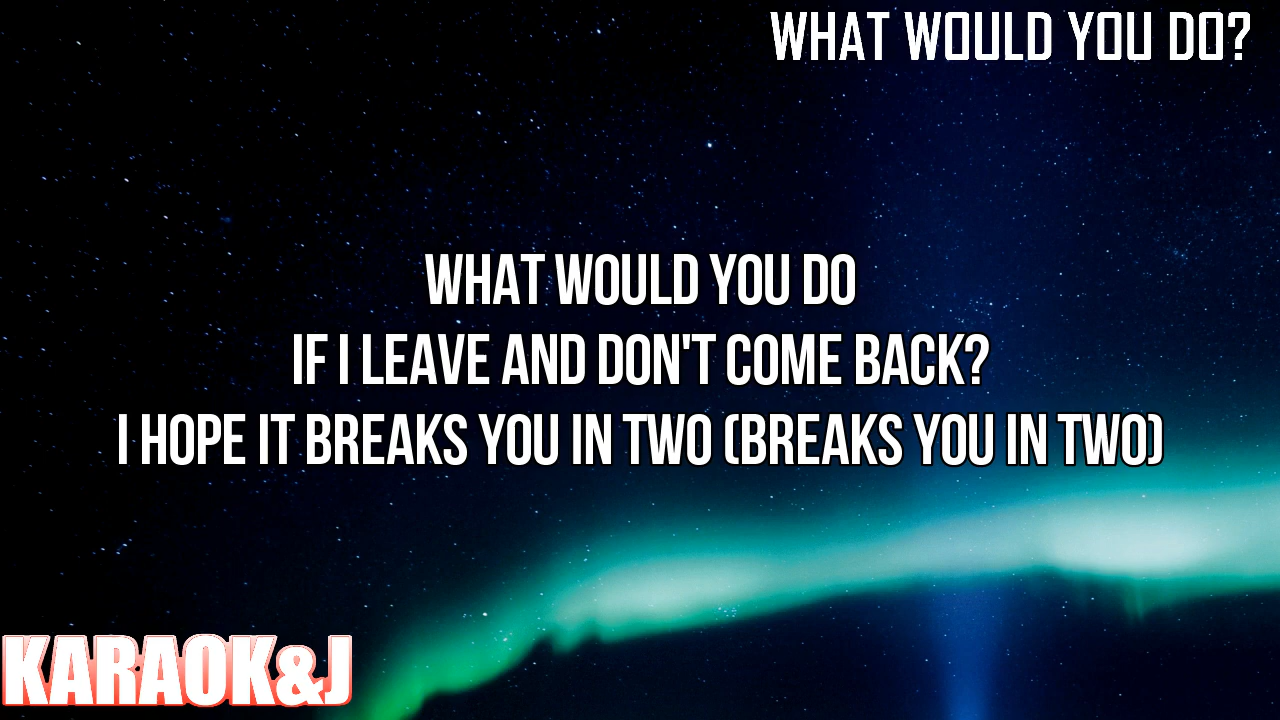 WHAT WOULD YOU DO?
WHAT WOULD YOU DO
IF I LEAVE AND DON'T COME BACK?
I HOPE IT BREAKS YOU IN TWO (BREAKS YOU IN TWO)
KARAOK&J